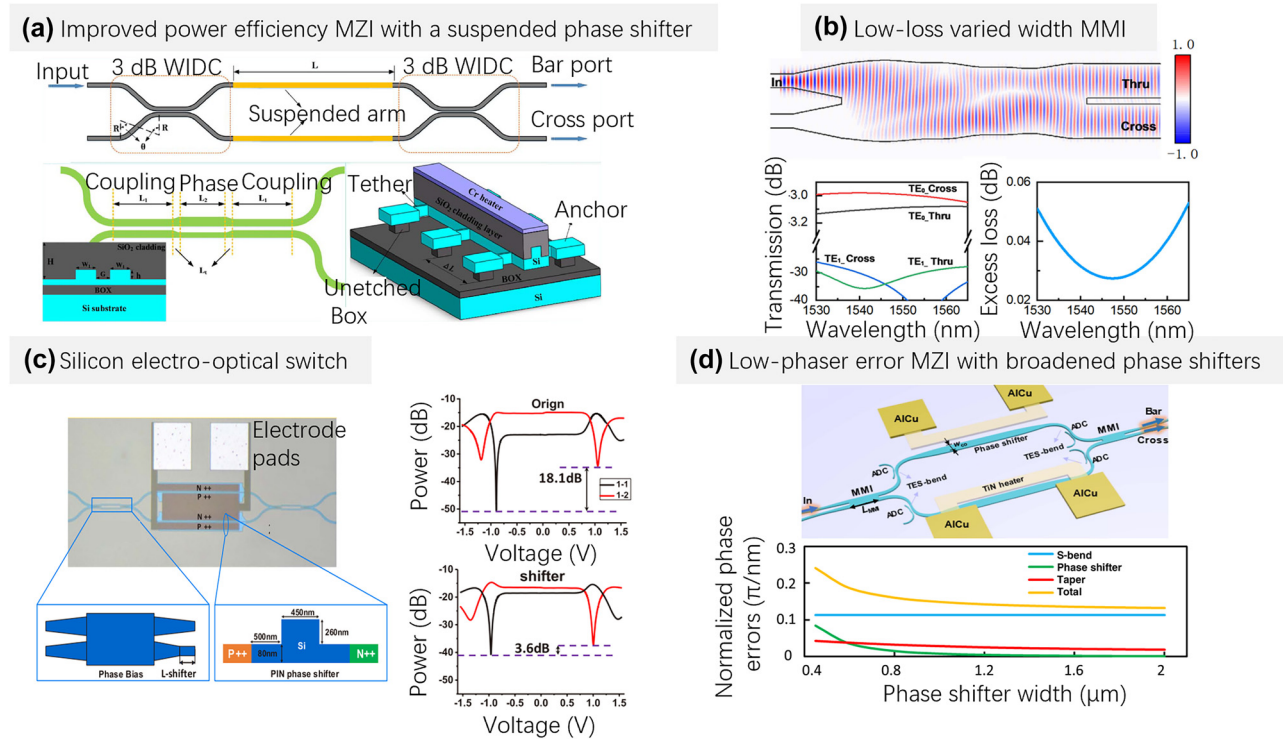 (a) Improved power efficiency MZI with a suspended phase shifter
Input
3 dB WIDC
L
3 dB WIDC
Bar port
Suspended arm
R
R
θ
Cross port
Coupling
Phase
Coupling
L₁
L₂
L₁
SiO₂ cladding
H
W₁
W₁
G
h
BOX
Si substrate
Tether
Cr heater
SiO₂ cladding layer
Anchor
Si
ΔL
BOX
Unetched
Box
Si
(b) Low-loss varied width MMI
In
Thru
Cross
1.0
-1.0
Transmission (dB)
-3.0
-3.2
-30
-40
TE₀_Cross
TE₀_Thru
TE₁_Cross
TE₁_Thru
1530
1540
1550
1560
Wavelength (nm)
Excess loss (dB)
0.06
0.04
0.02
1530
1540
1550
1560
Wavelength (nm)
(c) Silicon electro-optical switch
Electrode
pads
N ++
P ++
N ++
P ++
Phase Bias
L-shifter
450nm
500nm
260nm
Si
P ++
80nm
N++
PIN phase shifter
Power (dB)
-10
-20
-30
-40
-50
Orign
18.1dB
1-1
1-2
-1.5
-1.0
-0.5
0.0
0.5
1.0
1.5
Voltage (V)
Power (dB)
-10
-20
-30
-40
-50
shifter
3.6dB
-1.5
-1.0
-0.5
0.0
0.5
1.0
1.5
Voltage (V)
(d) Low-phaser error MZI with broadened phase shifters
AlCu
AlCu
Bar
MMI
Cross
ADC
Phase shifter
ADC
TES-bend
ADC
TES-bend
TiN heater
MMI
ADC
AlCu
In
AlCu
Normalized phase
errors (π/nm)
0.3
0.2
0.1
0
S-bend
Phase shifter
Taper
Total
0.4
0.8
1.2
1.6
2
Phase shifter width (μm)